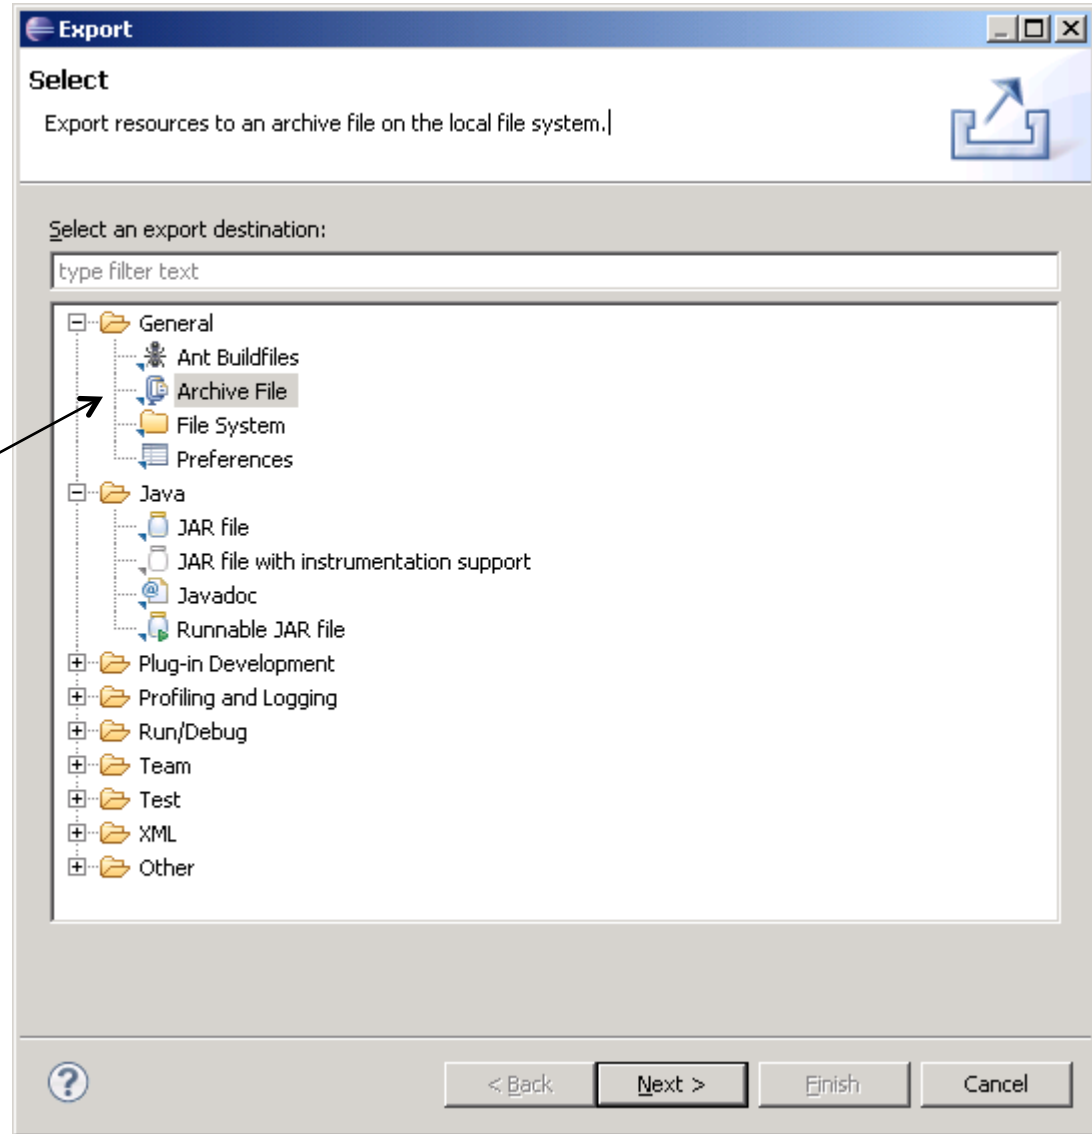 Export
Select
Export resources to an archive file on the local file system.
Select an export destination:
type filter text
General
Ant Buildfiles
Archive File
File System
Preferences
Java
JAR file
JAR file with instrumentation support
Javadoc
Runnable JAR file
Plug-in Development
Profiling and Logging
Run/Debug
Team
Test
XML
Other
? < Back Next > Finish Cancel